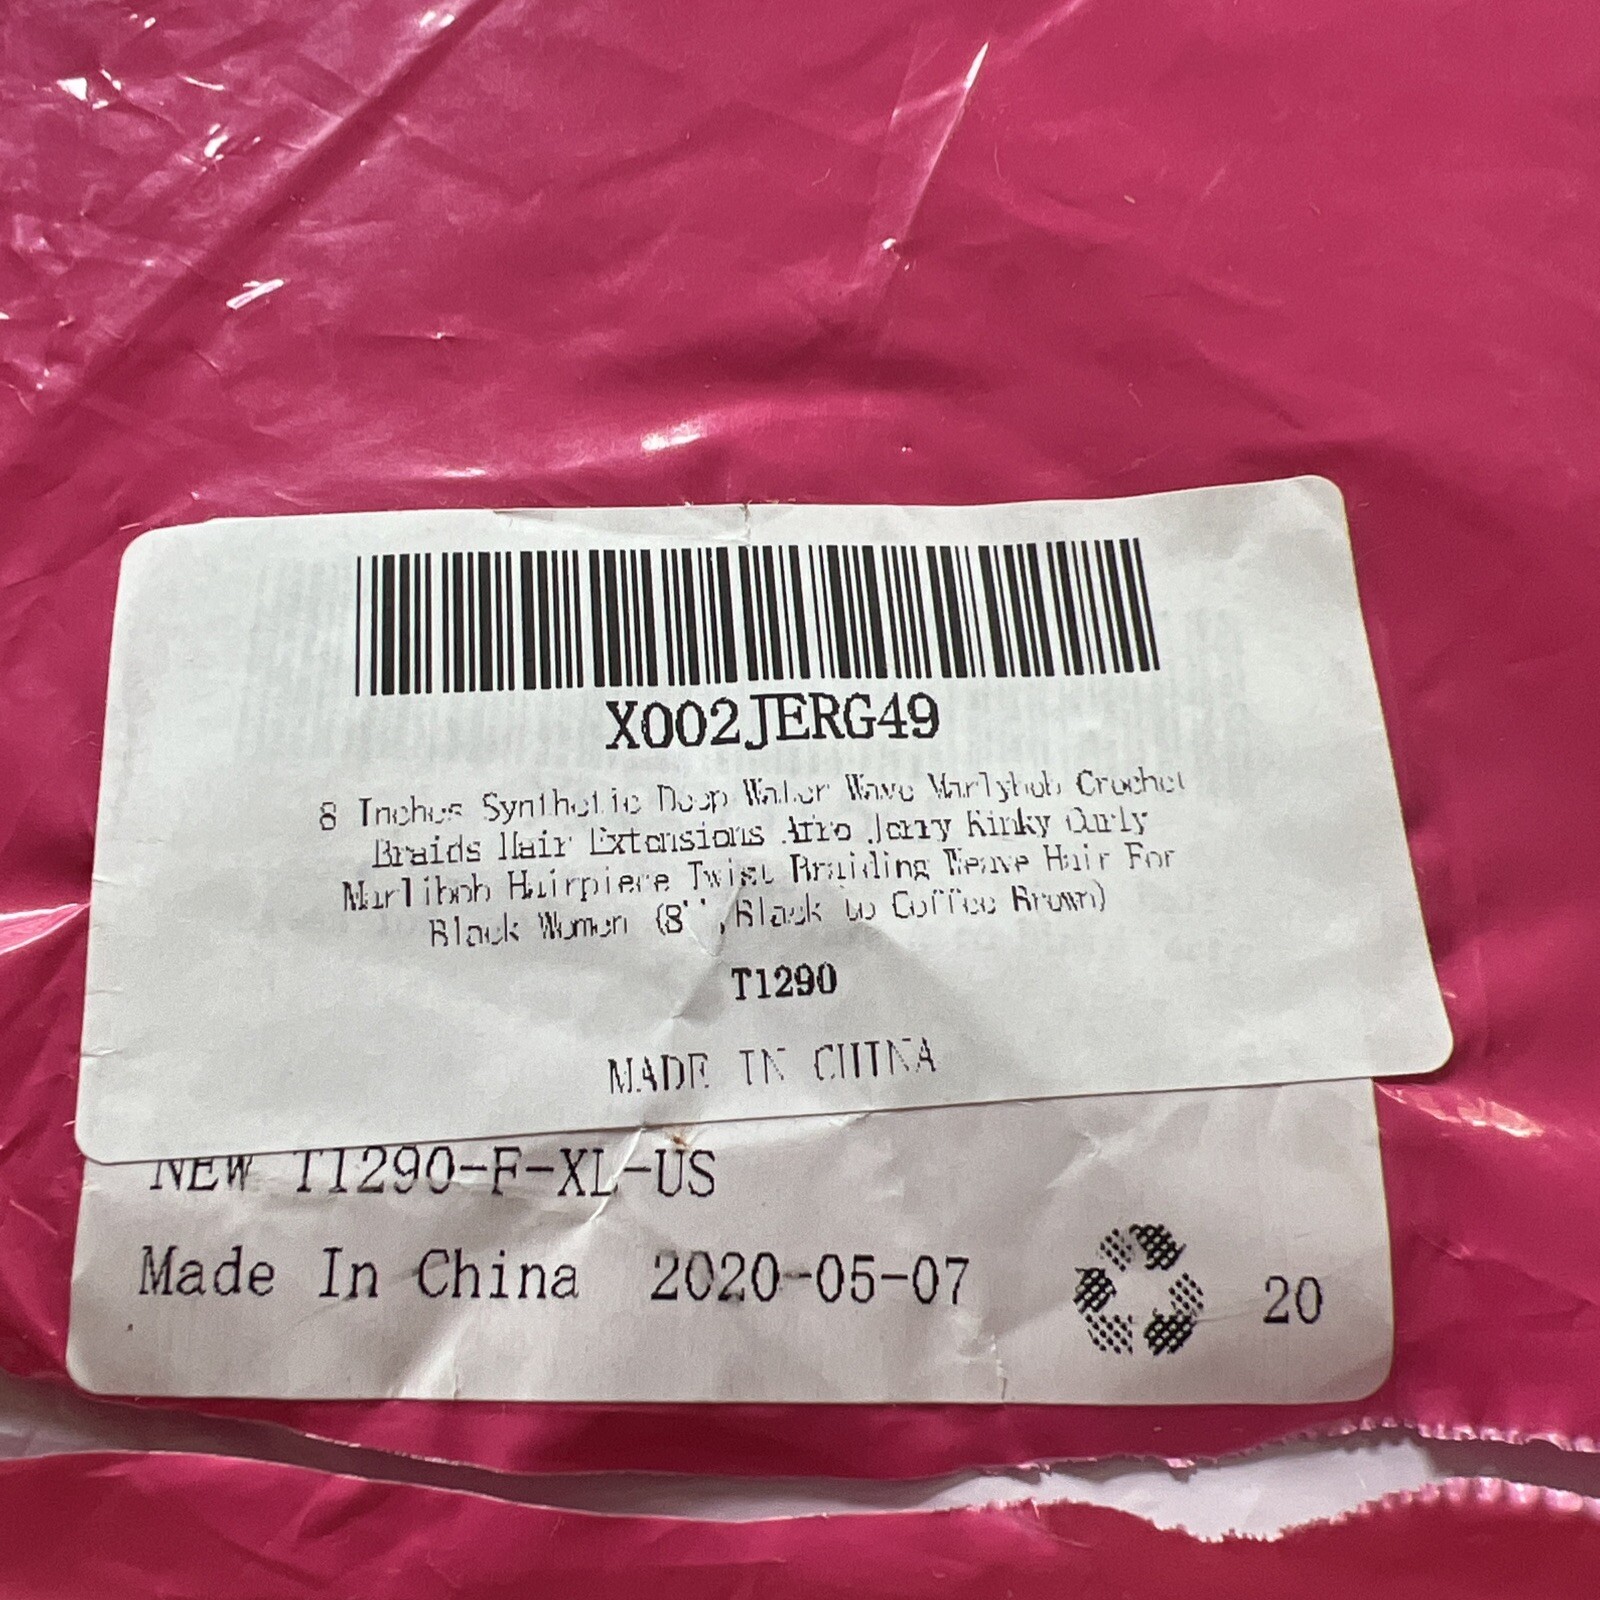 X002JERG49
8 Inches Synthetic Deep Water Wave Marlybob Crochet
Braids Hair Extensions Afro Jerry Kinky Curly
Marlibob Hairpiece Twist Braiding Weave Hair For
Black Women (8'',Black to Coffee Brown)
T1290
MADE IN CHINA
NEW T1290-F-XL-US
Made In China 2020-05-07
20